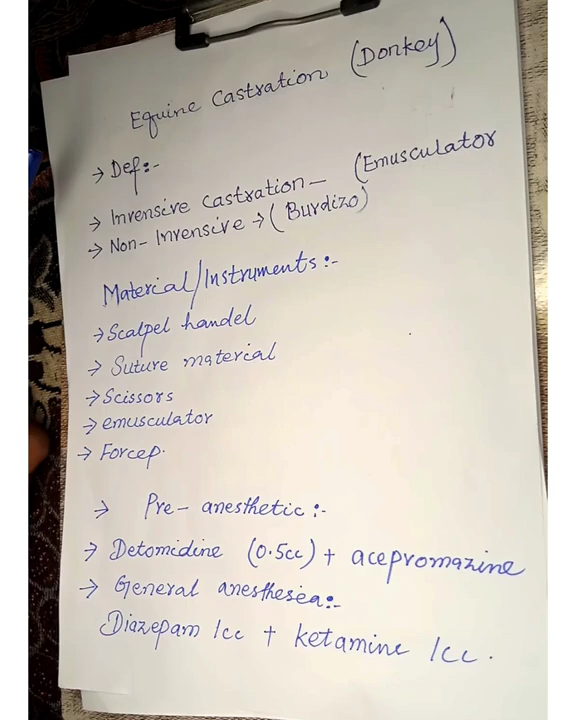 Equine Castration (Donkey)
→ Def:-
→ Invensive castration – (Emusculator
→ Non-Invensive → (Burdizo)
Material/Instruments:-
→ Scalpel handel
→ Suture material
→ Scissors
→ emusculator
→ Forcep.
→ Pre-anesthetic:-
→ Detomidine (0.5cc) + acepromazine
→ General anesthesea:-
Diazepam 1cc + ketamine 1cc.